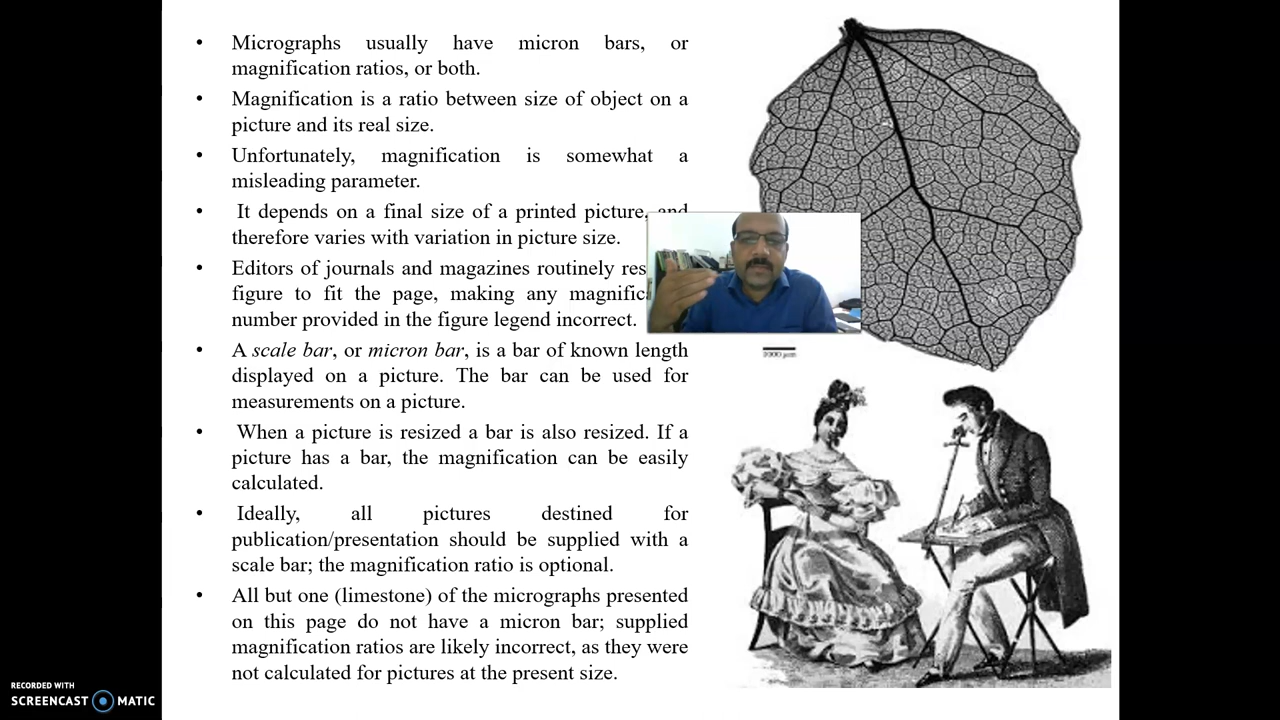 • Micrographs usually have micron bars, or
magnification ratios, or both.
• Magnification is a ratio between size of object on a
picture and its real size.
• Unfortunately, magnification is somewhat a
misleading parameter.
• It depends on a final size of a printed picture, and
therefore varies with variation in picture size.
• Editors of journals and magazines routinely
figure to fit the page, making any
number provided in the figure legend incorrect.
• A scale bar, or micron bar, is a bar of known length
displayed on a picture. The bar can be used for
measurements on a picture.
• When a picture is resized a bar is also resized. If a
picture has a bar, the magnification can be easily
calculated.
• Ideally, all pictures destined for
publication/presentation should be supplied with a
scale bar; the magnification ratio is optional.
• All but one (limestone) of the micrographs presented
on this page do not have a micron bar; supplied
magnification ratios are likely incorrect, as they were
not calculated for pictures at the present size.
RECORDED WITH
SCREENCAST MATIC